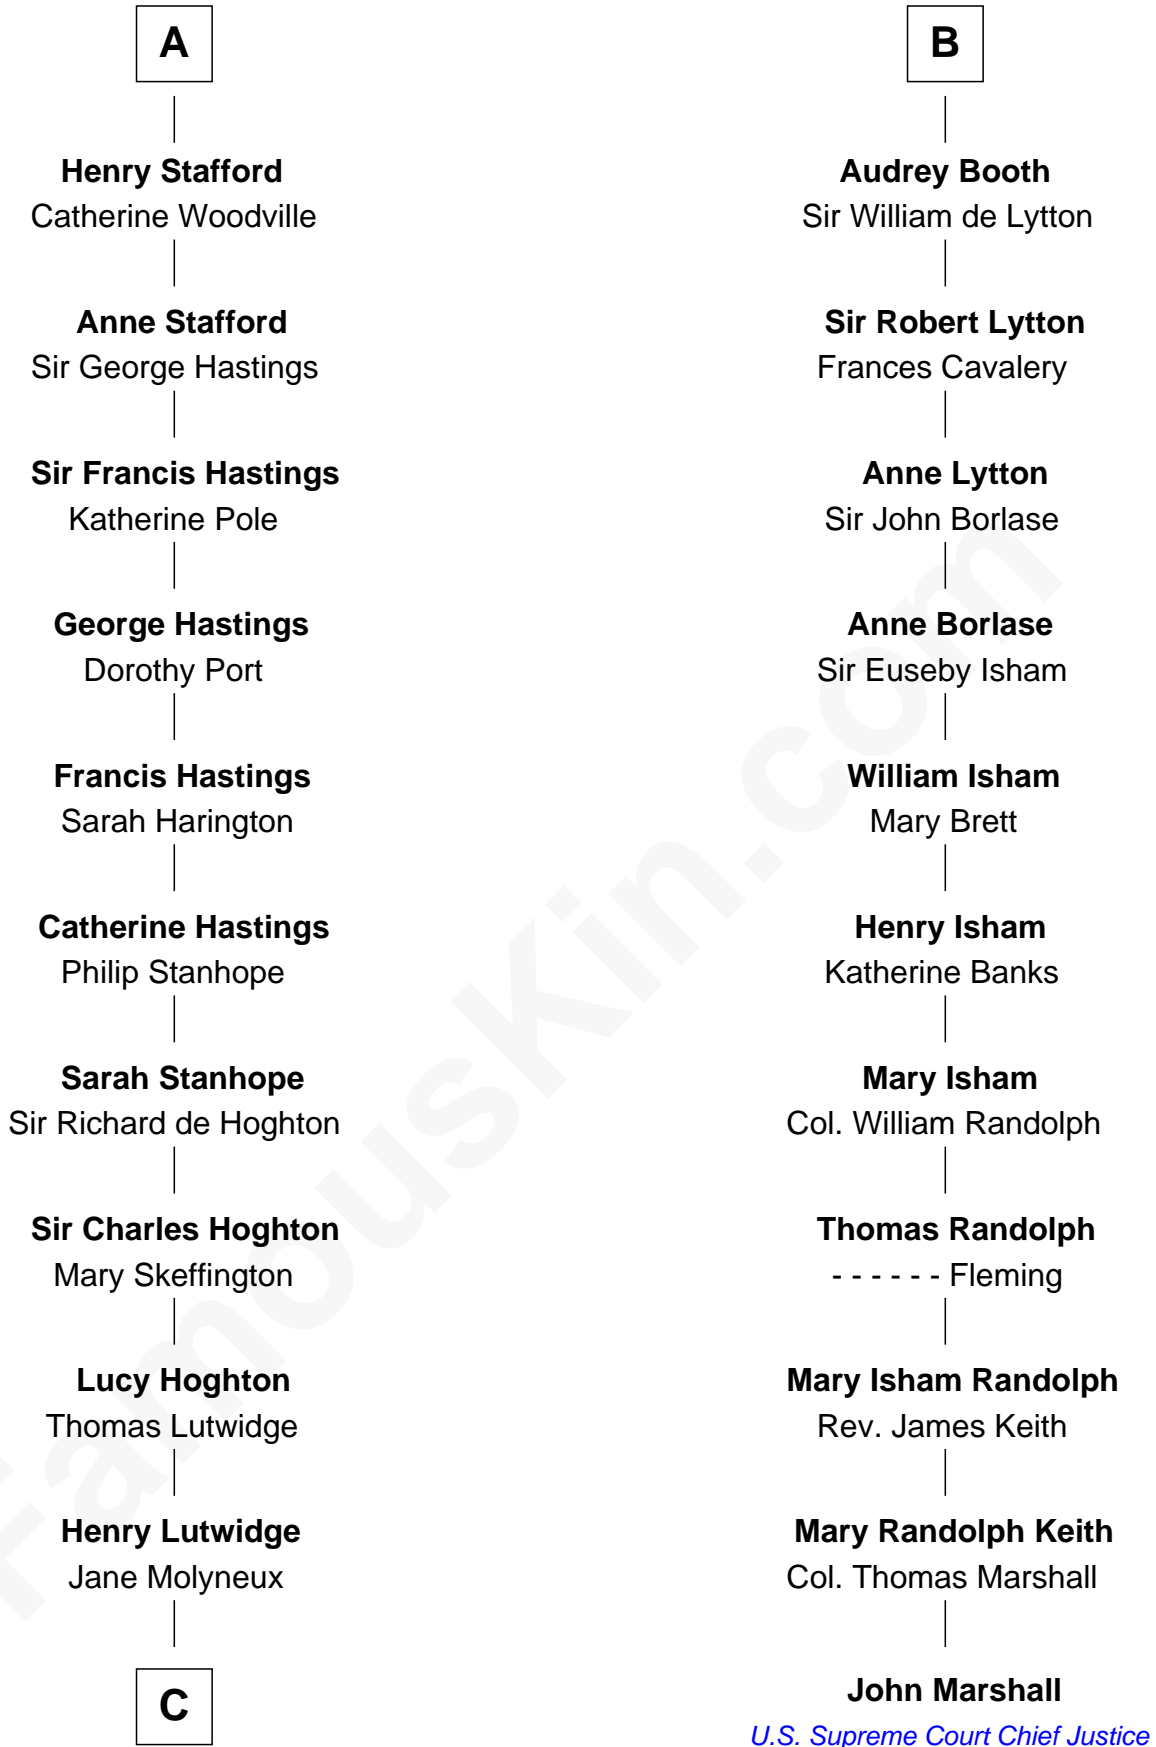 A
Henry Stafford
Catherine Woodville
Anne Stafford
Sir George Hastings
Sir Francis Hastings
Katherine Pole
George Hastings
Dorothy Port
Francis Hastings
Sarah Harington
Catherine Hastings
Philip Stanhope
Sarah Stanhope
Sir Richard de Hoghton
Sir Charles Hoghton
Mary Skeffington
Lucy Hoghton
Thomas Lutwidge
Henry Lutwidge
Jane Molyneux
C
B
Audrey Booth
Sir William de Lytton
Sir Robert Lytton
Frances Cavalery
Anne Lytton
Sir John Borlase
Anne Borlase
Sir Euseby Isham
William Isham
Mary Brett
Henry Isham
Katherine Banks
Mary Isham
Col. William Randolph
Thomas Randolph
- - - - - - Fleming
Mary Isham Randolph
Rev. James Keith
Mary Randolph Keith
Col. Thomas Marshall
John Marshall
U.S. Supreme Court Chief Justice
FamousKin.com